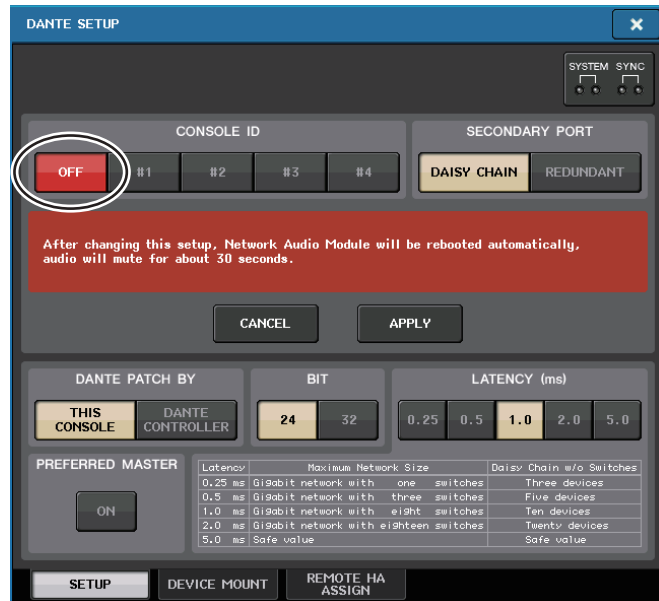 DANTE SETUP
×
SYSTEM SYNC
CONSOLE ID
SECONDARY PORT
OFF #1 #2 #3 #4
DAISY CHAIN REDUNDANT
After changing this setup, Network Audio Module will be rebooted automatically,
audio will mute for about 30 seconds.
CANCEL APPLY
DANTE PATCH BY
BIT
LATENCY (ms)
THIS CONSOLE
DANTE CONTROLLER
24 32
0.25 0.5 1.0 2.0 5.0
PREFERRED MASTER
ON
Latency Maximum Network Size Daisy Chain w/o Switches
0.25 ms Gigabit network with one switches Three devices
0.5 ms Gigabit network with three switches Five devices
1.0 ms Gigabit network with eight switches Ten devices
2.0 ms Gigabit network with eighteen switches Twenty devices
5.0 ms Safe value Safe value
SETUP
DEVICE MOUNT
REMOTE HA
ASSIGN